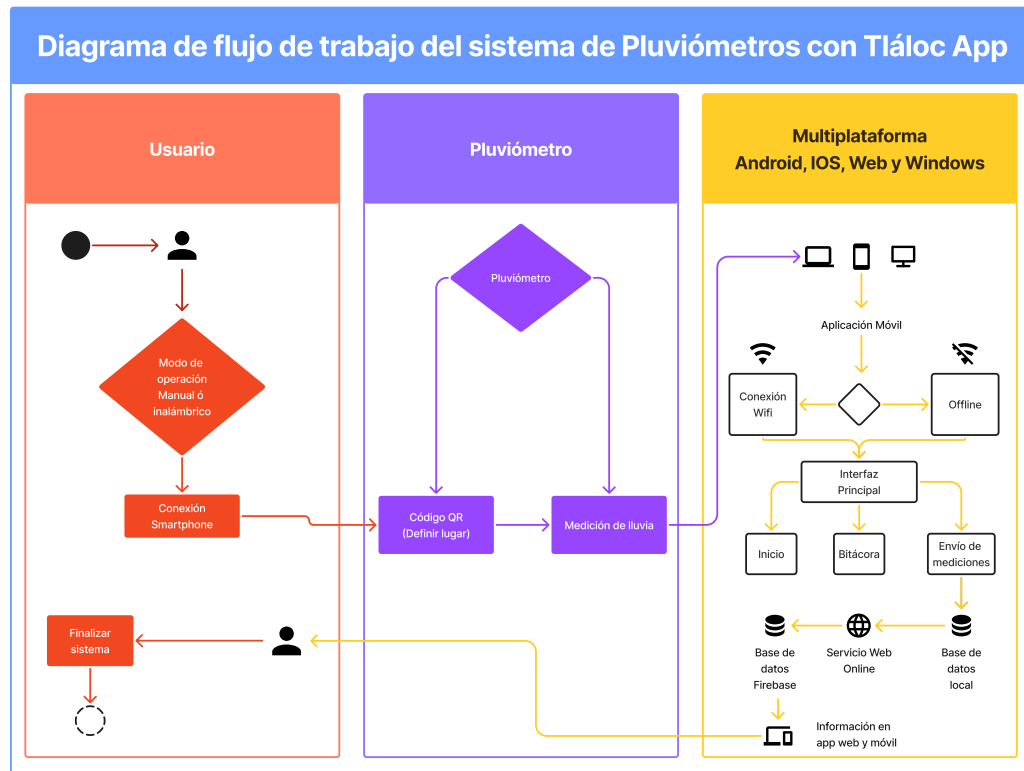 Diagrama de flujo de trabajo del sistema de Pluviómetros con Tláloc App
Usuario
Pluviómetro
Multiplataforma
Android, IOS, Web y Windows
Modo de
operación
Manual ó
inalámbrico
Conexión
Smartphone
Finalizar
sistema
Pluviómetro
Código QR
(Definir lugar)
Medición de lluvia
Aplicación Móvil
Conexión
Wifi
Offline
Interfaz
Principal
Inicio
Bitácora
Envío de
mediciones
Base de
datos
Firebase
Servicio Web
Online
Base de
datos
local
Información en
app web y móvil